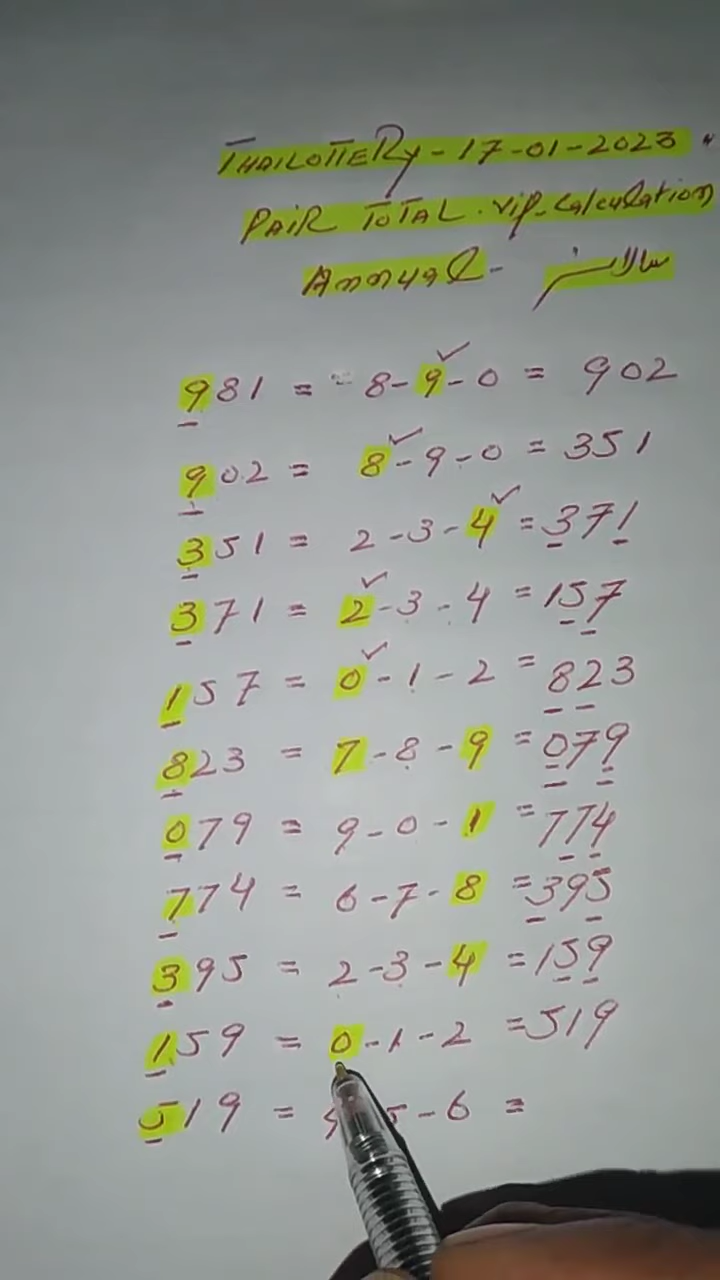 THAILOTTERY-17-01-2023
PAIR TOTAL. Vip-Calculation
Annual- سالانہ
981 = 8-9-0 = 902
902 = 8-9-0 = 351
351 = 2-3-4 = 371
371 = 2-3-4 = 157
157 = 0-1-2 = 823
823 = 7-8-9 = 079
079 = 9-0-1 = 774
774 = 6-7-8 = 395
395 = 2-3-4 = 159
159 = 0-1-2 = 519
519 = -6 =